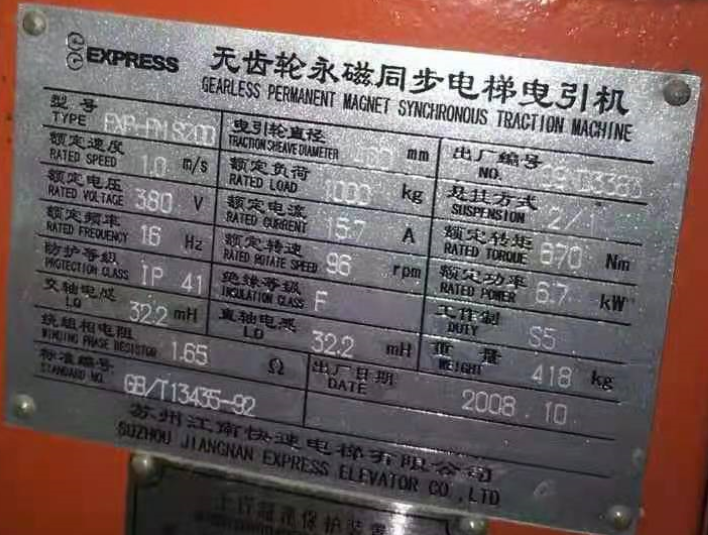 EXPRESS 无齿轮永磁同步电梯曳引机
GEARLESS PERMANENT MAGNET SYNCHRONOUS TRACTION MACHINE
型号 TYPE EXP-PM S200 曳引轮直径 TRACTION SHEAVE DIAMETER 400 mm 出厂编号 NO.
额定速度 RATED SPEED 1.0 m/s 额定负荷 RATED LOAD 1000 kg 悬挂方式 SUSPENSION 2/1
额定电压 RATED VOLTAGE 380 V 额定电流 RATED CURRENT 15.7 A 额定转矩 RATED TORQUE 670 Nm
额定频率 RATED FREQUENCY 16 Hz 额定转速 RATED ROTATE SPEED 96 rpm 额定功率 RATED POWER 6.7 kW
防护等级 PROTECTION CLASS IP 41 绝缘等级 INSULATION CLASS F 工作制 DUTY S5
交轴电感 LQ 32.2 mH 直轴电感 LD 32.2 mH 重量 WEIGHT 418 kg
绕组相电阻 WINDING PHASE RESISTOR 1.65 Ω 出厂日期 DATE 2008.10
标准编号 STANDARD NO. GB/T13435-92
苏州江南快速电梯有限公司
SUZHOU JIANGNAN EXPRESS ELEVATOR CO.,LTD
上行超速保护装置